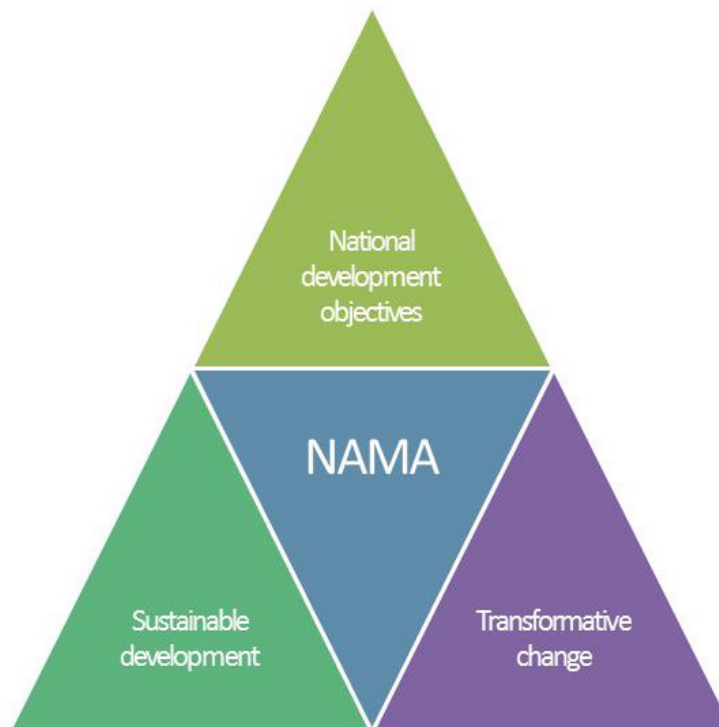 National
development
objectives
NAMA
Sustainable
development
Transformative
change